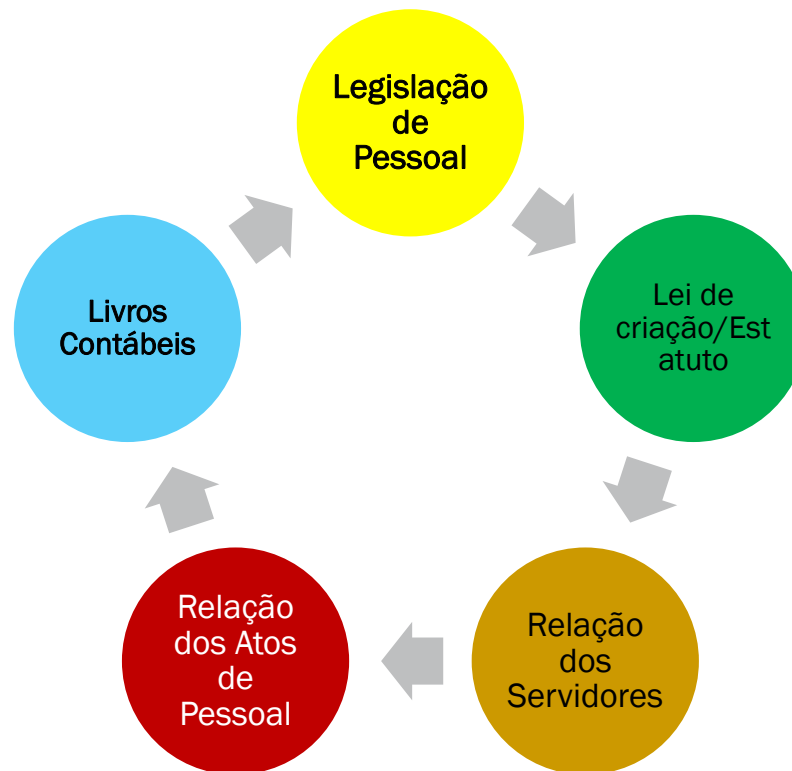 Legislação
de
Pessoal
Lei de
criação/Est
atuto
Relação
dos
Servidores
Relação
dos Atos
de
Pessoal
Livros
Contábeis